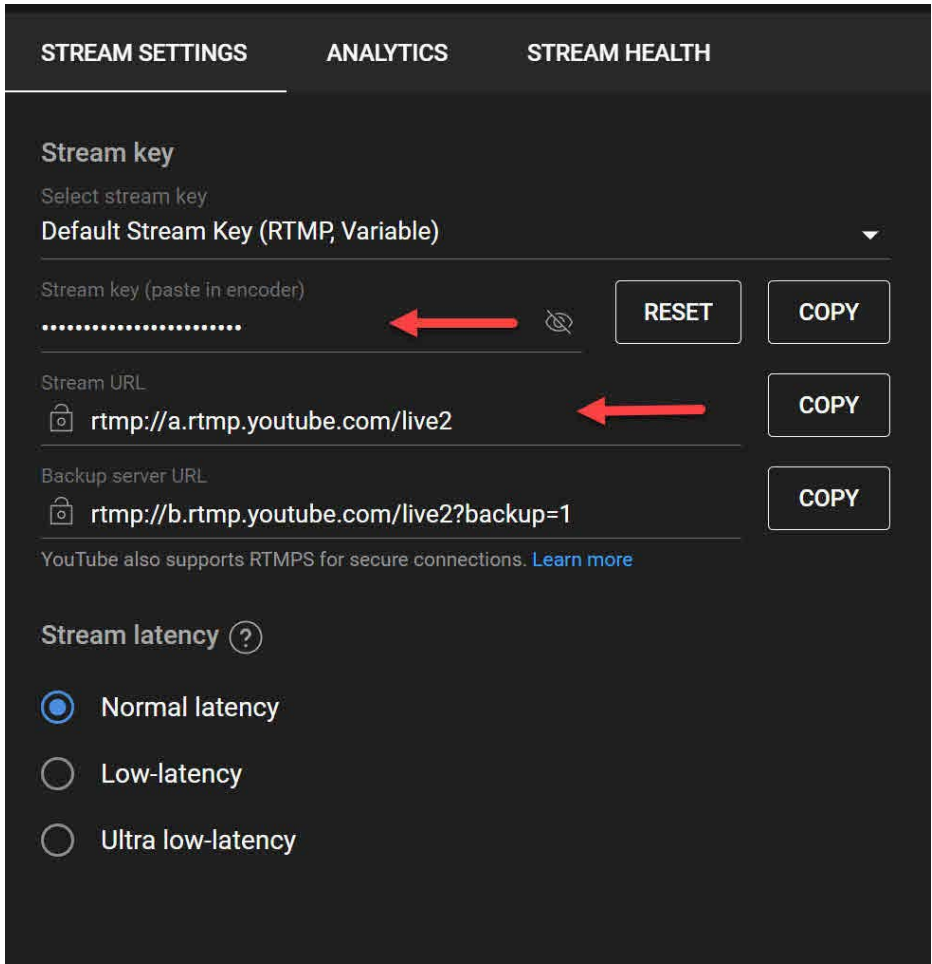 STREAM SETTINGS ANALYTICS STREAM HEALTH
Stream key
Select stream key
Default Stream Key (RTMP, Variable)
Stream key (paste in encoder)
••••••••••••••••••••••••
RESET COPY
Stream URL
rtmp://a.rtmp.youtube.com/live2
COPY
Backup server URL
rtmp://b.rtmp.youtube.com/live2?backup=1
COPY
YouTube also supports RTMPS for secure connections. Learn more
Stream latency ?
Normal latency
Low-latency
Ultra low-latency